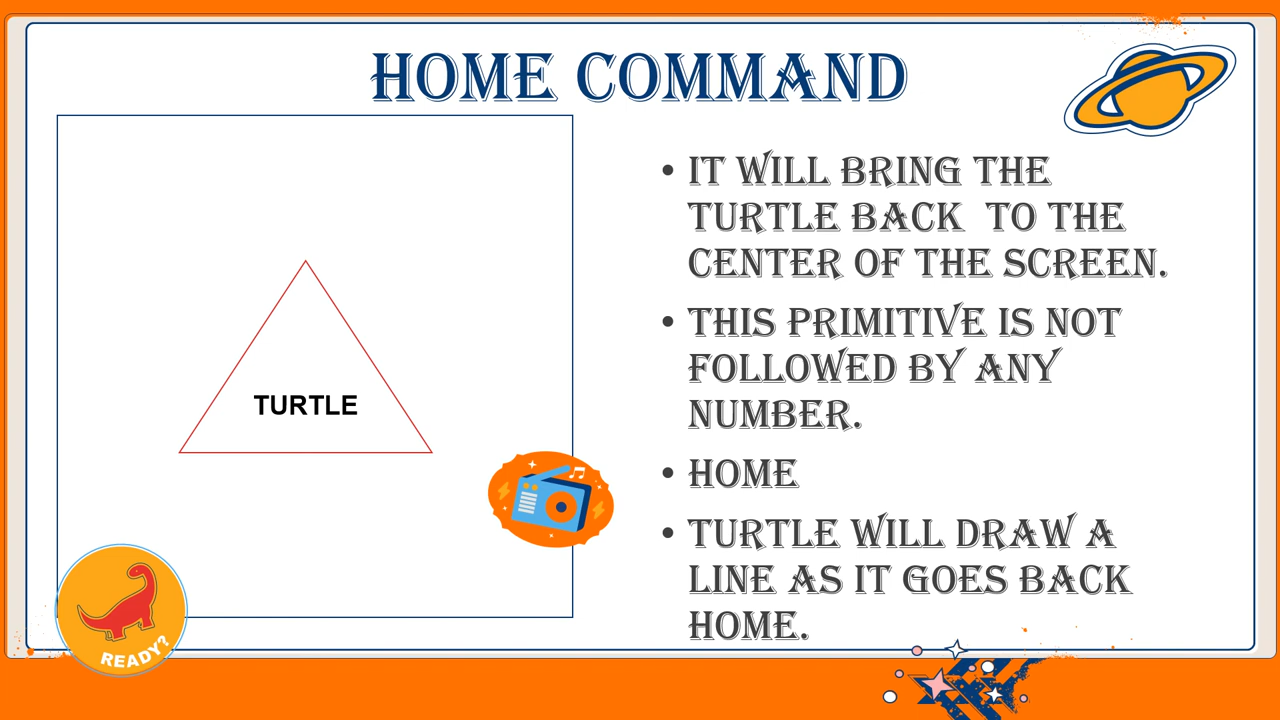 HOME COMMAND
• IT WILL BRING THE
TURTLE BACK TO THE
CENTER OF THE SCREEN.
• THIS PRIMITIVE IS NOT
FOLLOWED BY ANY
NUMBER.
• HOME
• TURTLE WILL DRAW A
LINE AS IT GOES BACK
HOME.
TURTLE
READY?